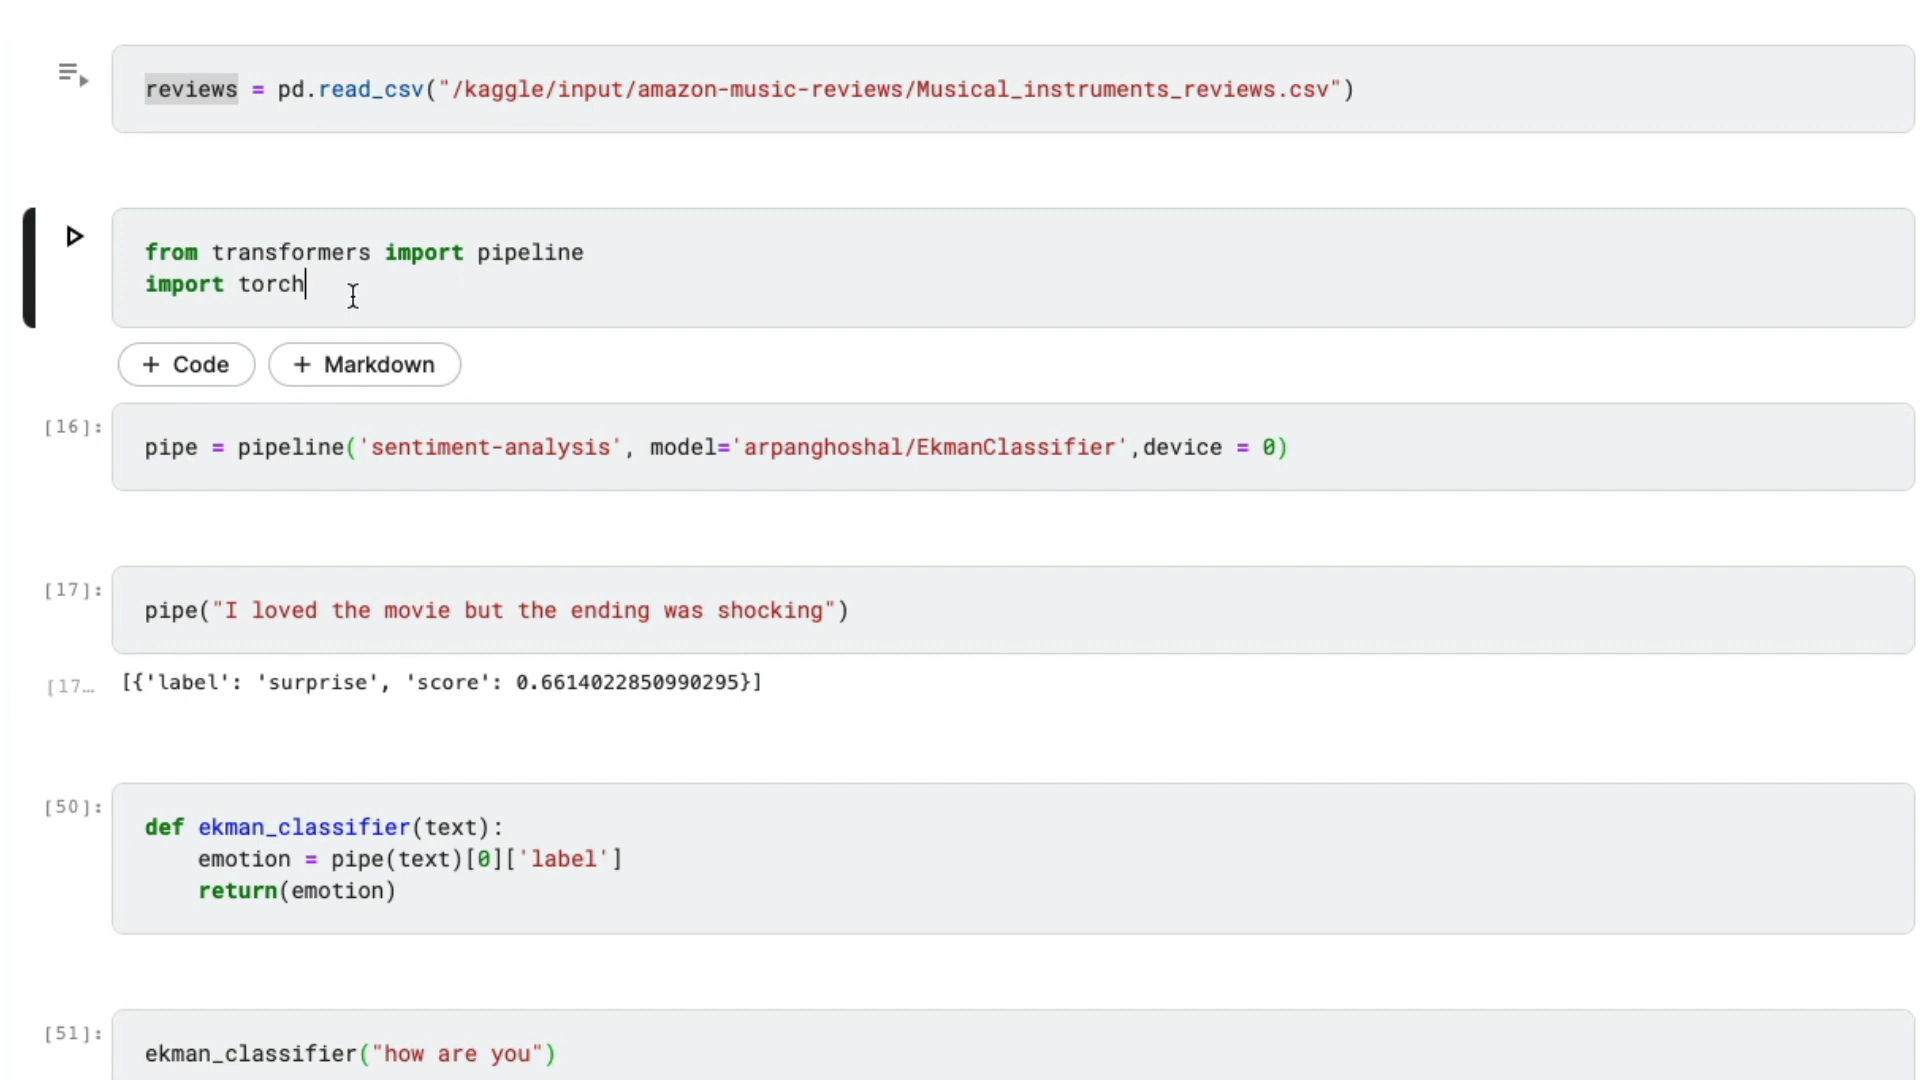 reviews = pd.read_csv("/kaggle/input/amazon-music-reviews/Musical_instruments_reviews.csv")
from transformers import pipeline
import torch
+ Code + Markdown
[16]: pipe = pipeline('sentiment-analysis', model='arpanghoshal/EkmanClassifier',device = 0)
[17]: pipe("I loved the movie but the ending was shocking")
[17… [{'label': 'surprise', 'score': 0.6614022850990295}]
[50]: def ekman_classifier(text):
    emotion = pipe(text)[0]['label']
    return(emotion)
[51]: ekman_classifier("how are you")